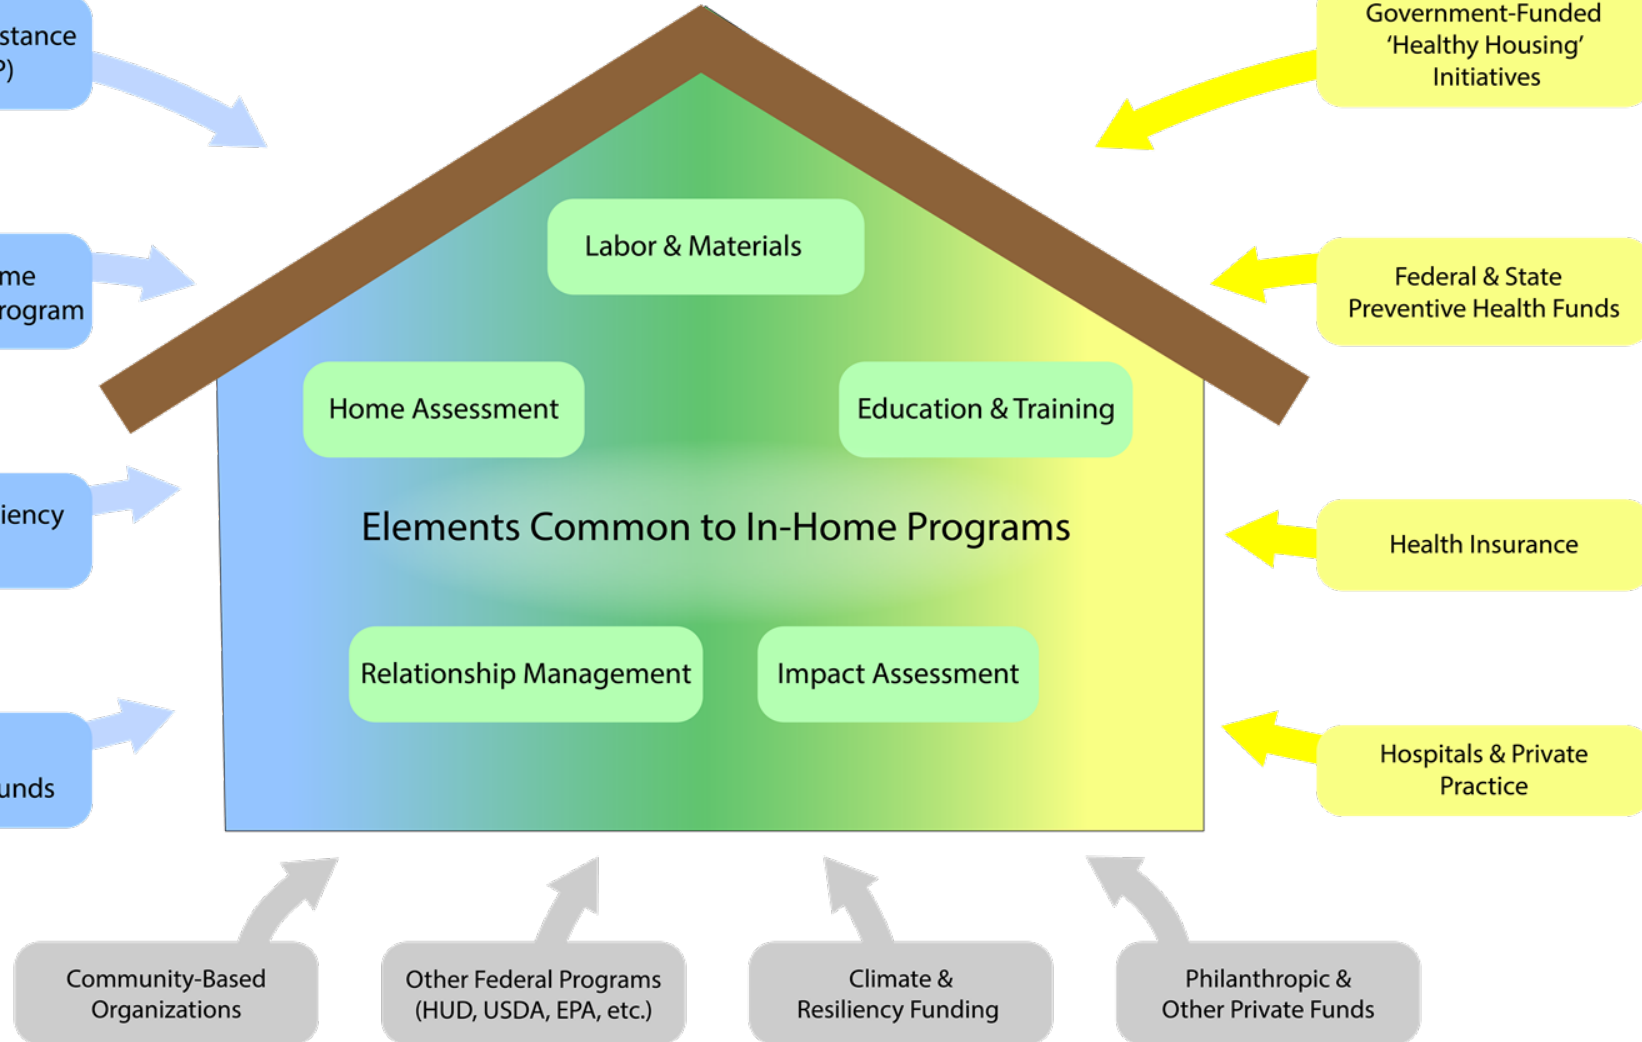 stance
P)
me
rogram
iency
unds
Government-Funded
‘Healthy Housing’
Initiatives
Federal & State
Preventive Health Funds
Health Insurance
Hospitals & Private
Practice
Labor & Materials
Home Assessment
Education & Training
Elements Common to In-Home Programs
Relationship Management
Impact Assessment
Community-Based
Organizations
Other Federal Programs
(HUD, USDA, EPA, etc.)
Climate &
Resiliency Funding
Philanthropic &
Other Private Funds